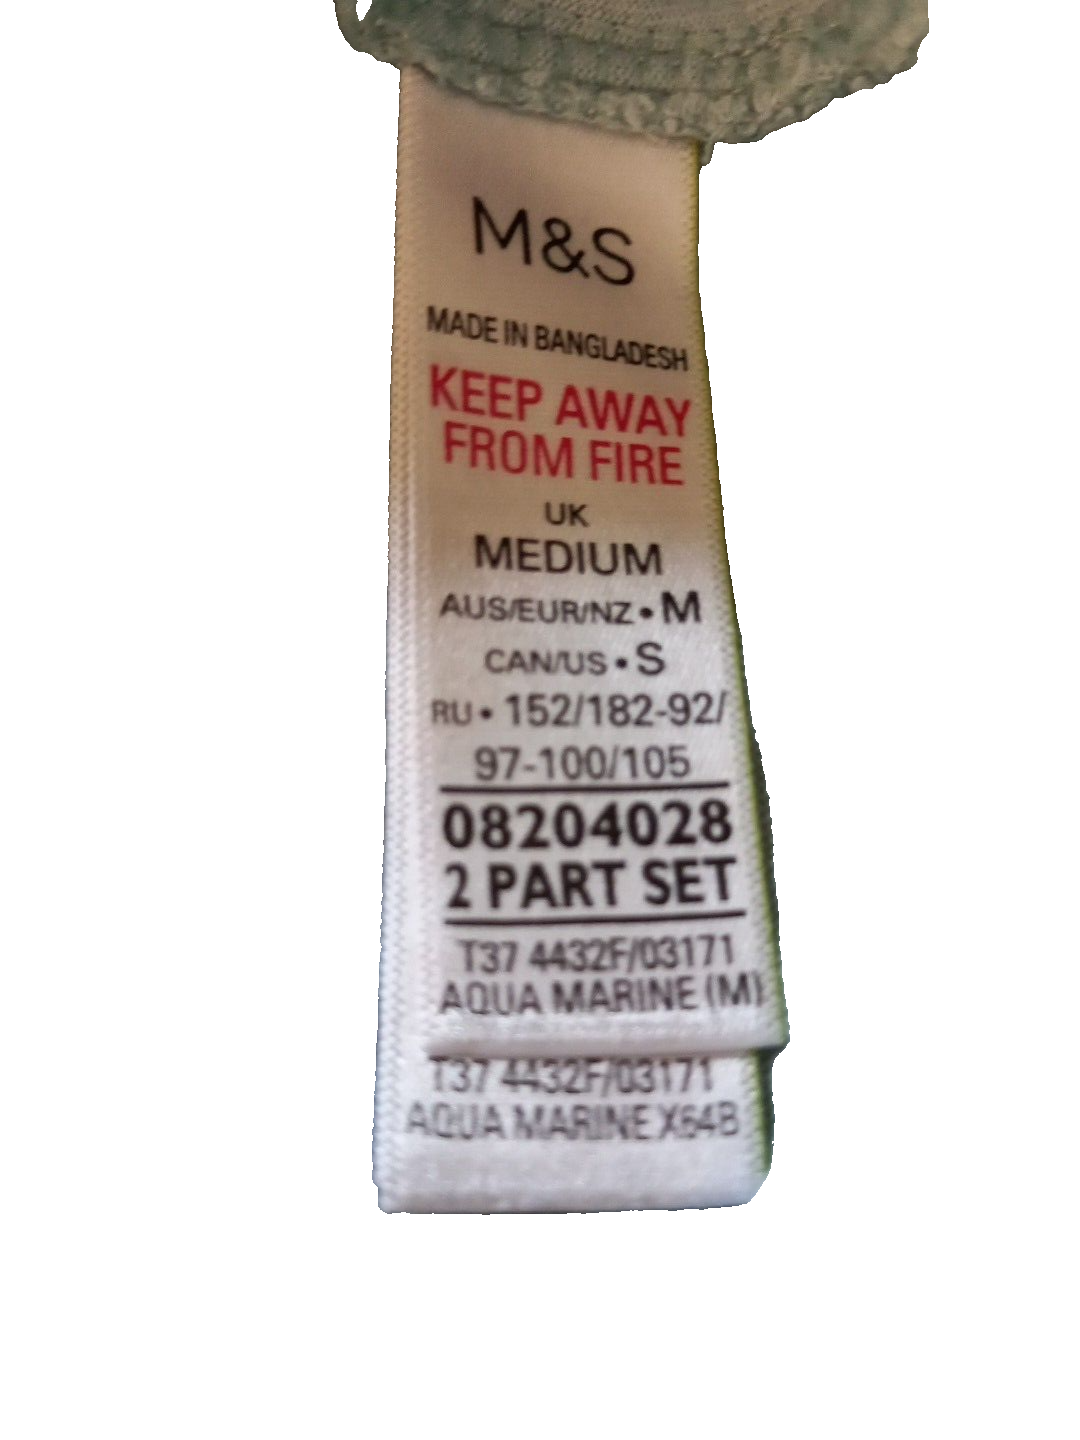 M&S
MADE IN BANGLADESH
KEEP AWAY
FROM FIRE
UK
MEDIUM
AUS/EUR/NZ • M
CAN/US • S
RU • 152/182-92/
97-100/105
08204028
2 PART SET
T37 4432F/03171
AQUA MARINE (M)
T37 4432F/03171
AQUA MARINE X64B